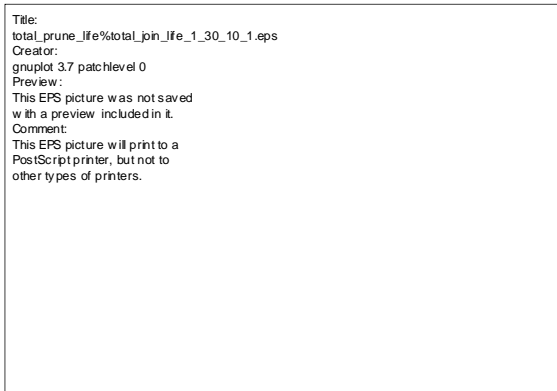 Title:
total_prune_life%total_join_life_1_30_10_1.eps
Creator:
gnuplot 3.7 patchlevel 0
Preview:
This EPS picture was not saved
with a preview included in it.
Comment:
This EPS picture will print to a
PostScript printer, but not to
other types of printers.